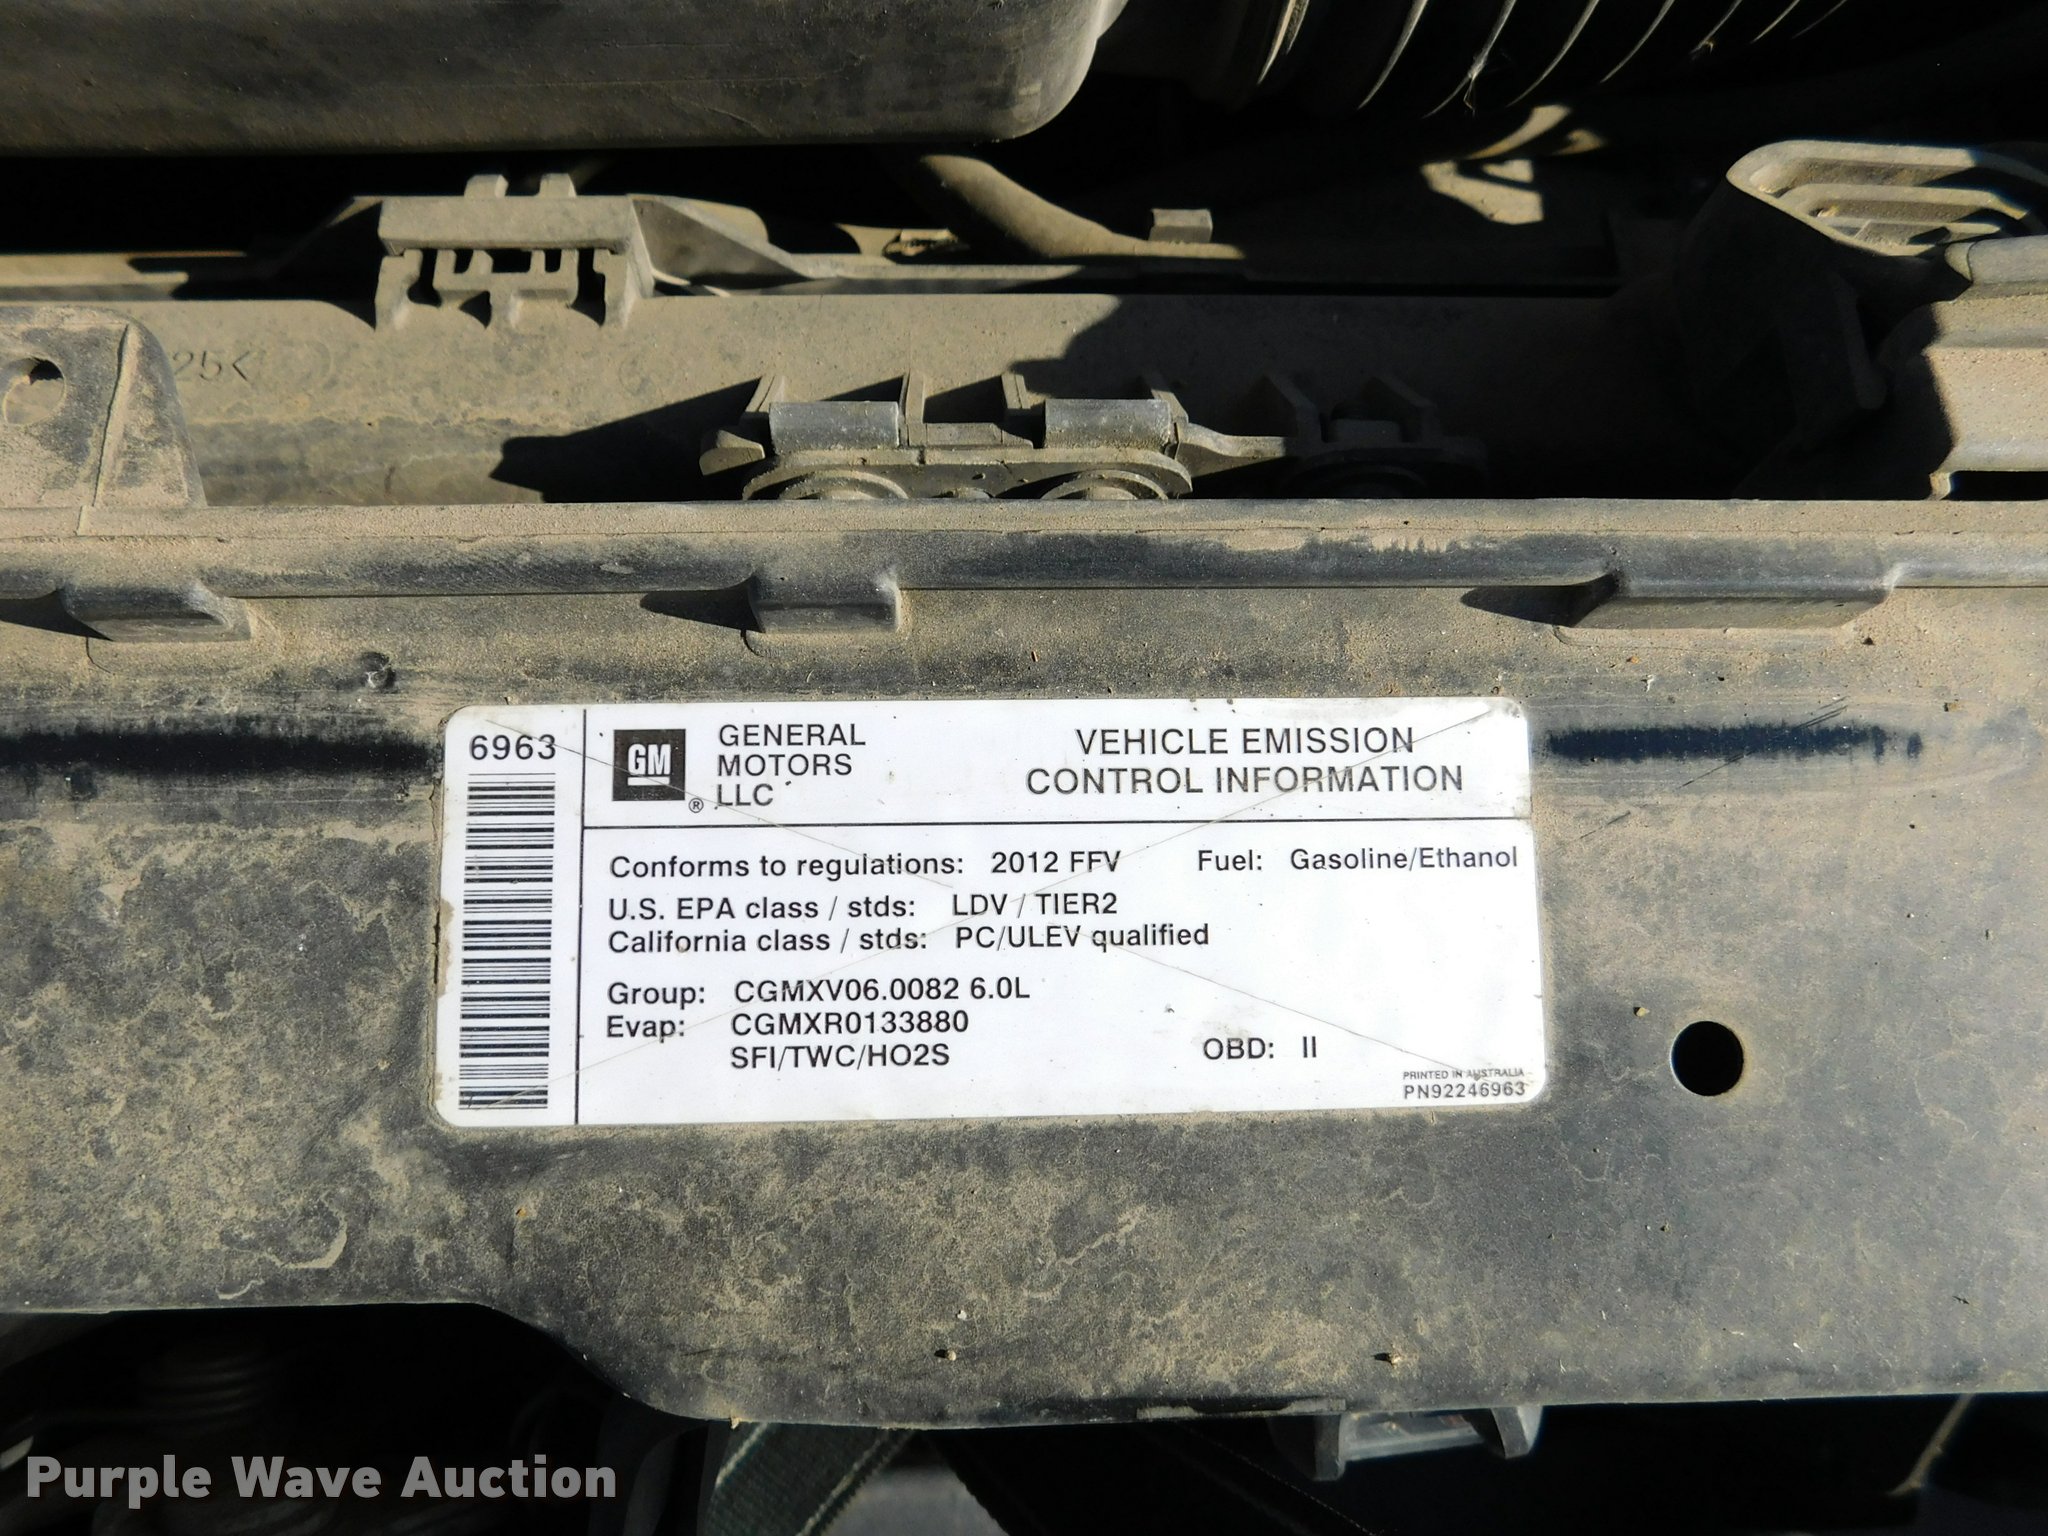 25<
6963
GM
®
GENERAL
MOTORS
LLC
VEHICLE EMISSION
CONTROL INFORMATION
Conforms to regulations: 2012 FFV Fuel: Gasoline/Ethanol
U.S. EPA class / stds: LDV / TIER2
California class / stds: PC/ULEV qualified
Group: CGMXV06.0082 6.0L
Evap: CGMXR0133880
SFI/TWC/HO2S
OBD: II
PRINTED IN AUSTRALIA
PN92246963
Purple Wave Auction